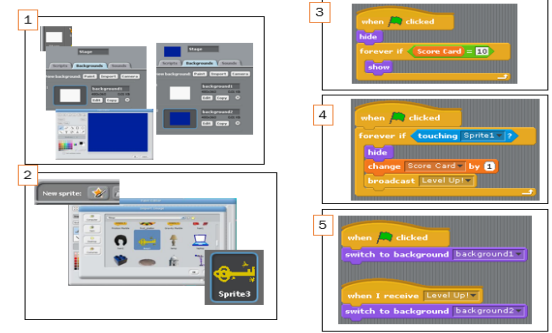 1
Stage
Scripts
Backgrounds
Sounds
New background:
Paint
Import
Camera
background1
Edit
Copy
Stage
Scripts
Backgrounds
Sounds
Paint
Import
Camera
background1
Edit
Copy
background2
Edit
Copy
2
New sprite:
Sprite3
3
when clicked
hide
forever if Score Card = 10
show
4
when clicked
forever if touching Sprite1 ?
hide
change Score Card by 1
broadcast Level Up!
5
when clicked
switch to background background1
when I receive Level Up!
switch to background background2